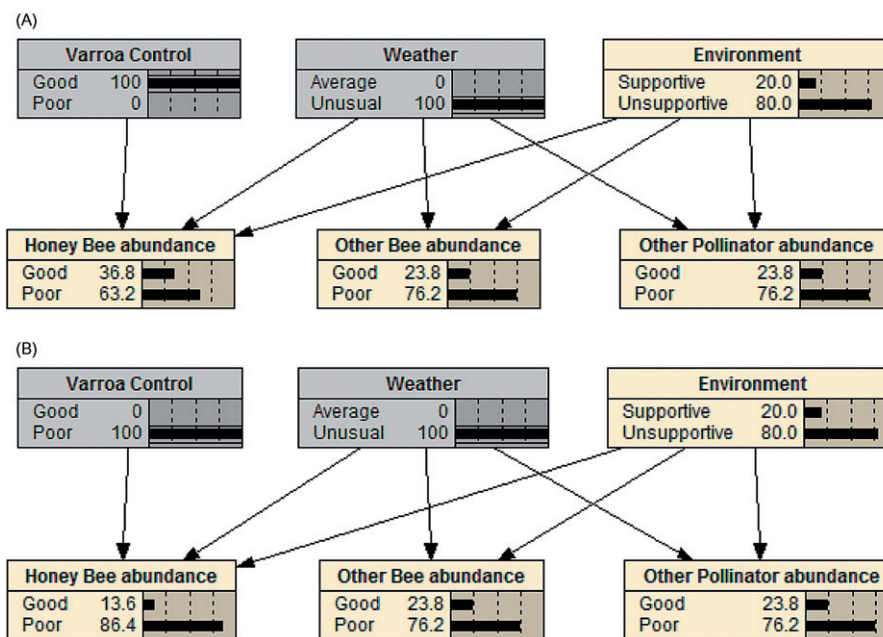 (A)
Varroa Control
Good 100
Poor 0
Weather
Average 0
Unusual 100
Environment
Supportive 20.0
Unsupportive 80.0
Honey Bee abundance
Good 36.8
Poor 63.2
Other Bee abundance
Good 23.8
Poor 76.2
Other Pollinator abundance
Good 23.8
Poor 76.2
(B)
Varroa Control
Good 0
Poor 100
Weather
Average 0
Unusual 100
Environment
Supportive 20.0
Unsupportive 80.0
Honey Bee abundance
Good 13.6
Poor 86.4
Other Bee abundance
Good 23.8
Poor 76.2
Other Pollinator abundance
Good 23.8
Poor 76.2